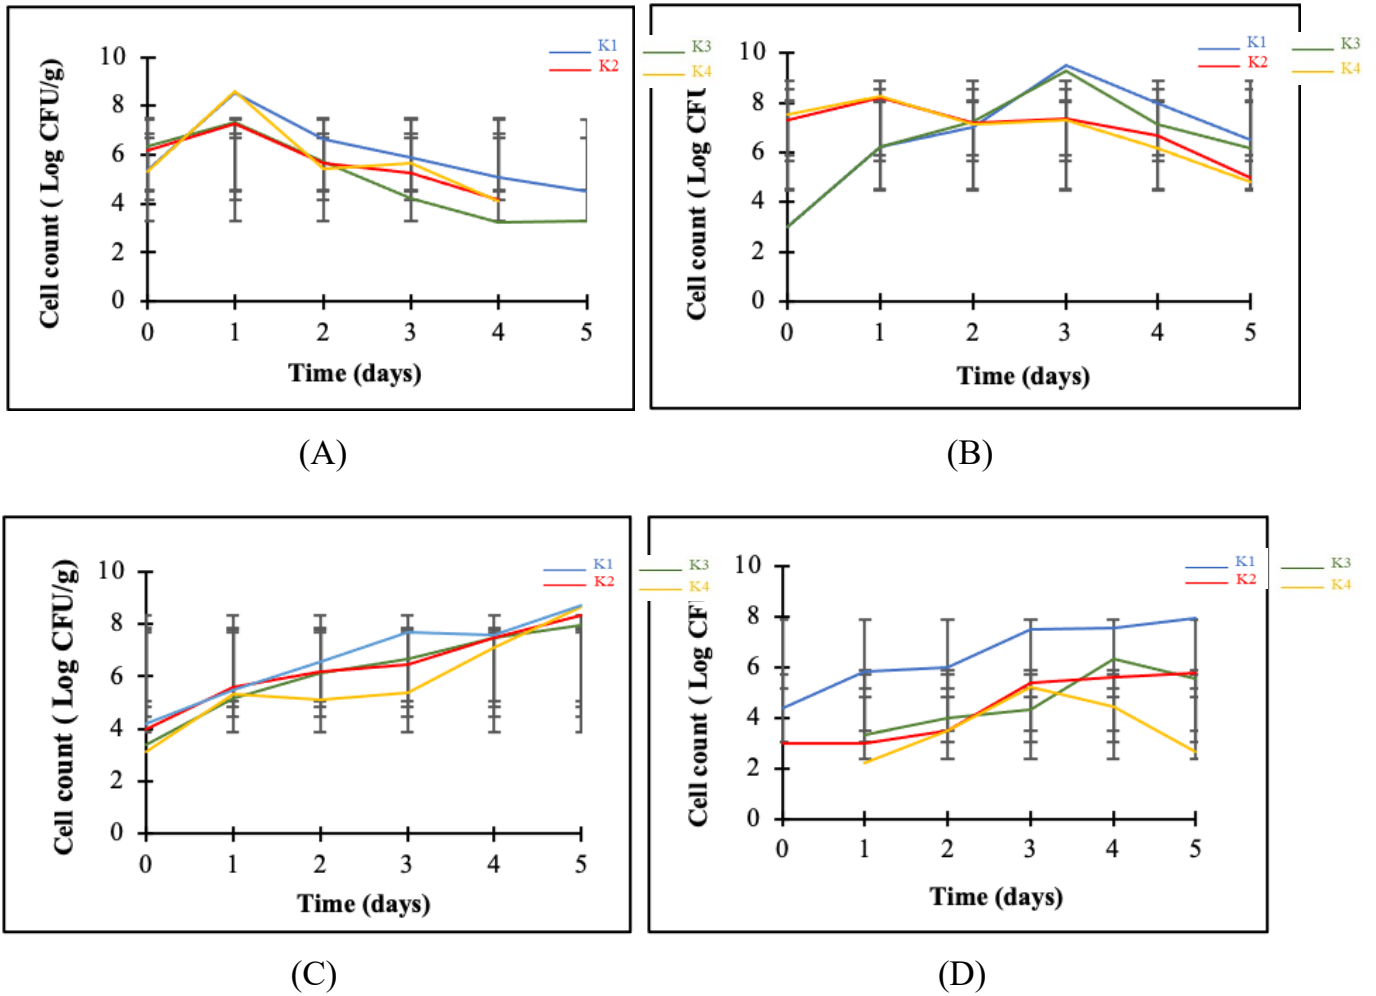 K1 K3
K2 K4
Cell count ( Log CFU/g)
10
8
6
4
2
0
0 1 2 3 4 5
Time (days)
(A)
K1 K3
K2 K4
Cell count ( Log CFU
10
8
6
4
2
0
0 1 2 3 4 5
Time (days)
(B)
K1 K3
K2 K4
Cell count ( Log CFU/g)
10
8
6
4
2
0
0 1 2 3 4 5
Time (days)
(C)
K1 K3
K2 K4
Cell count ( Log CF
10
8
6
4
2
0
0 1 2 3 4 5
Time (days)
(D)